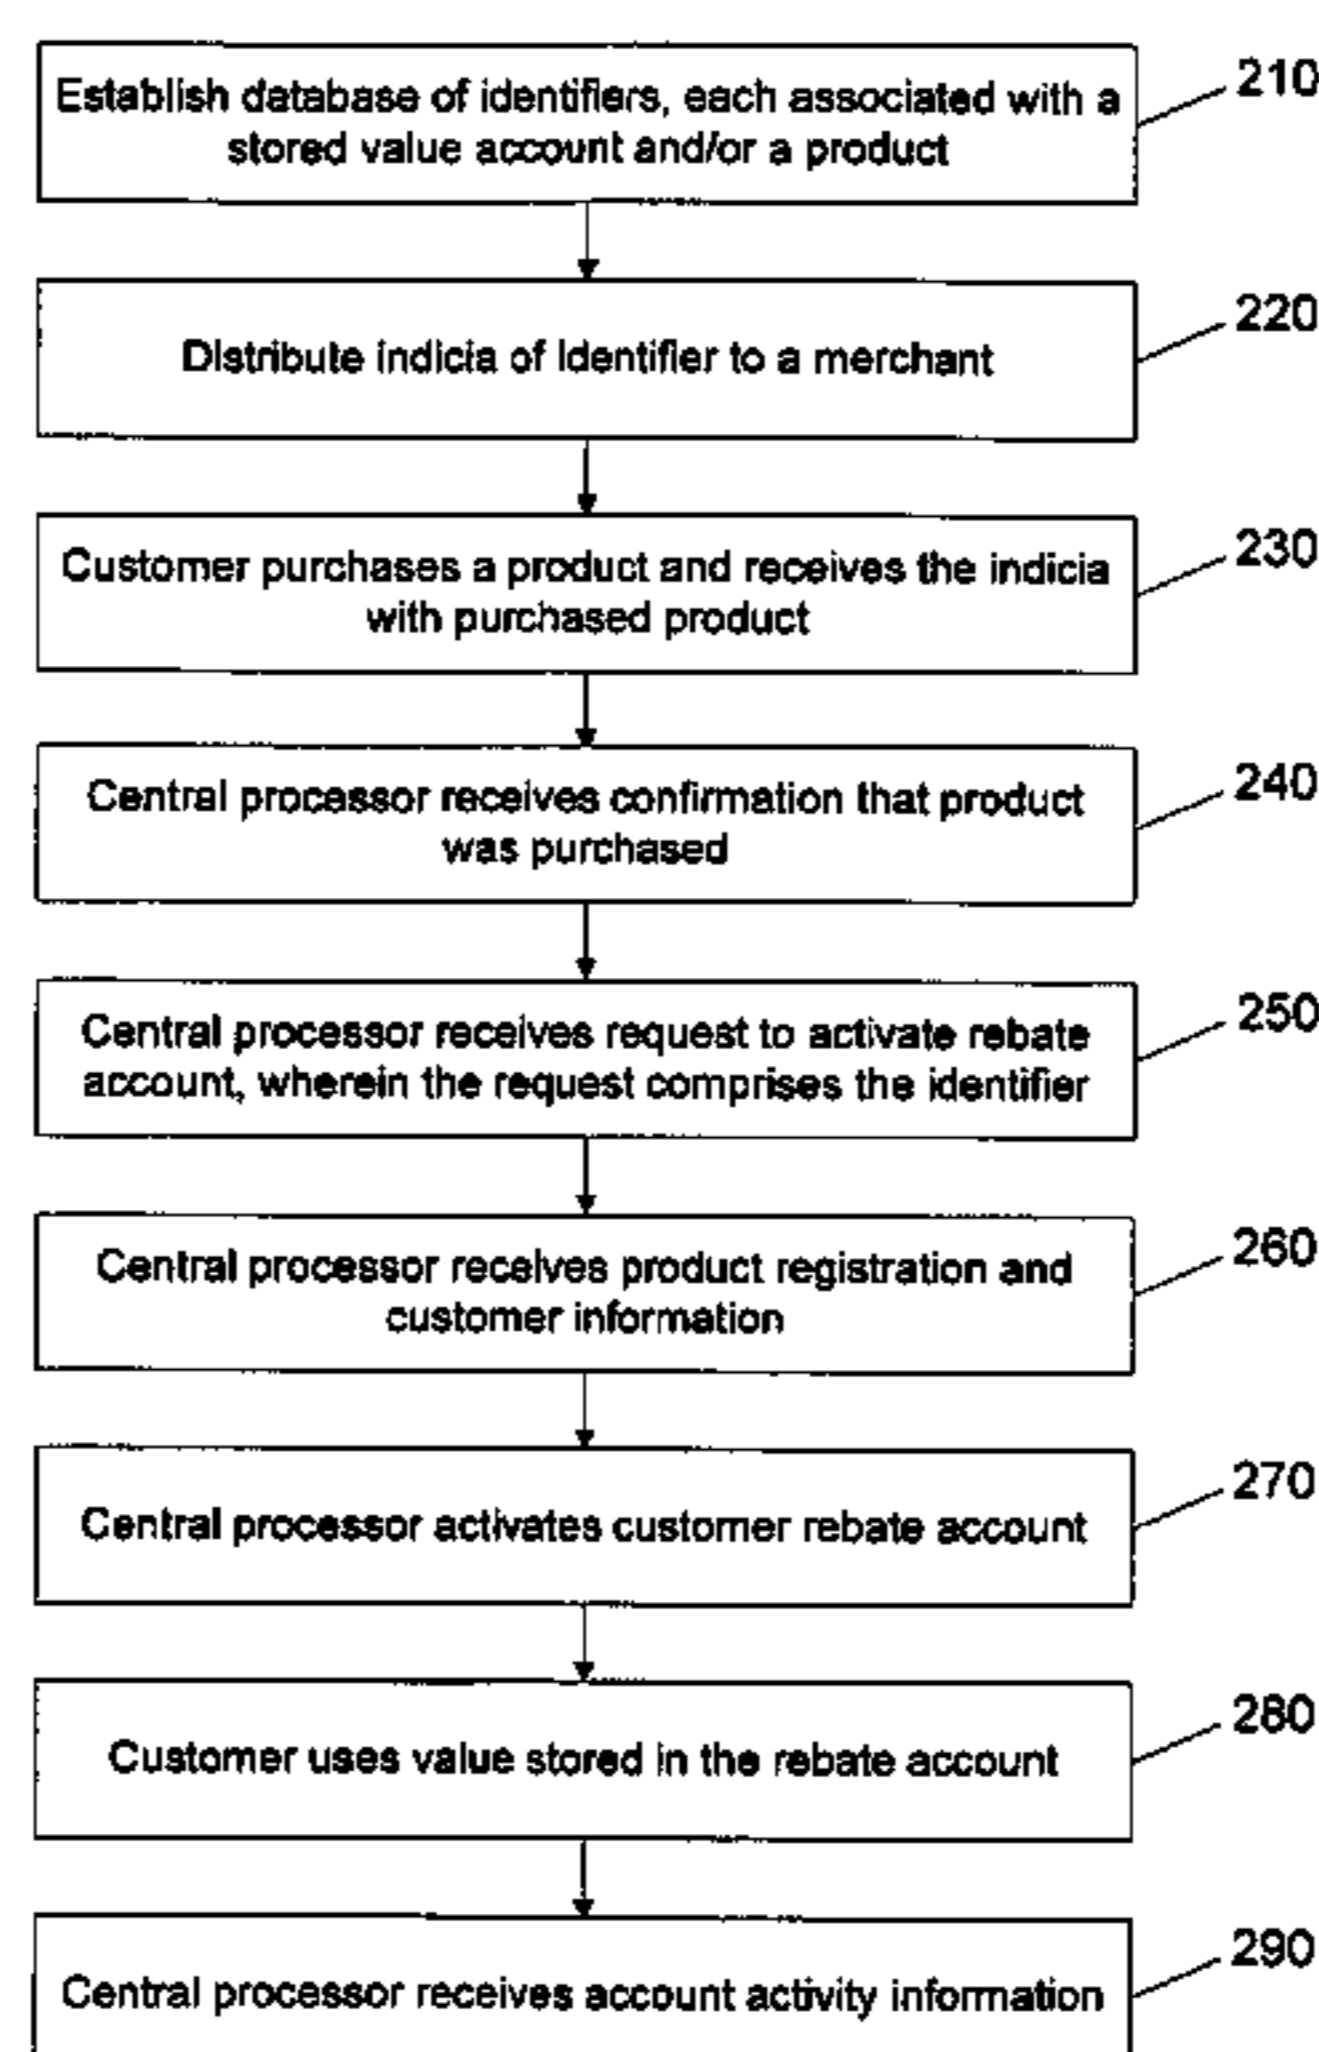 Establish database of identifiers, each associated with a
stored value account and/or a product
210
Distribute indicia of identifier to a merchant
220
Customer purchases a product and receives the indicia
with purchased product
230
Central processor receives confirmation that product
was purchased
240
Central processor receives request to activate rebate
account, wherein the request comprises the identifier
250
Central processor receives product registration and
customer information
260
Central processor activates customer rebate account
270
Customer uses value stored in the rebate account
280
Central processor receives account activity information
290